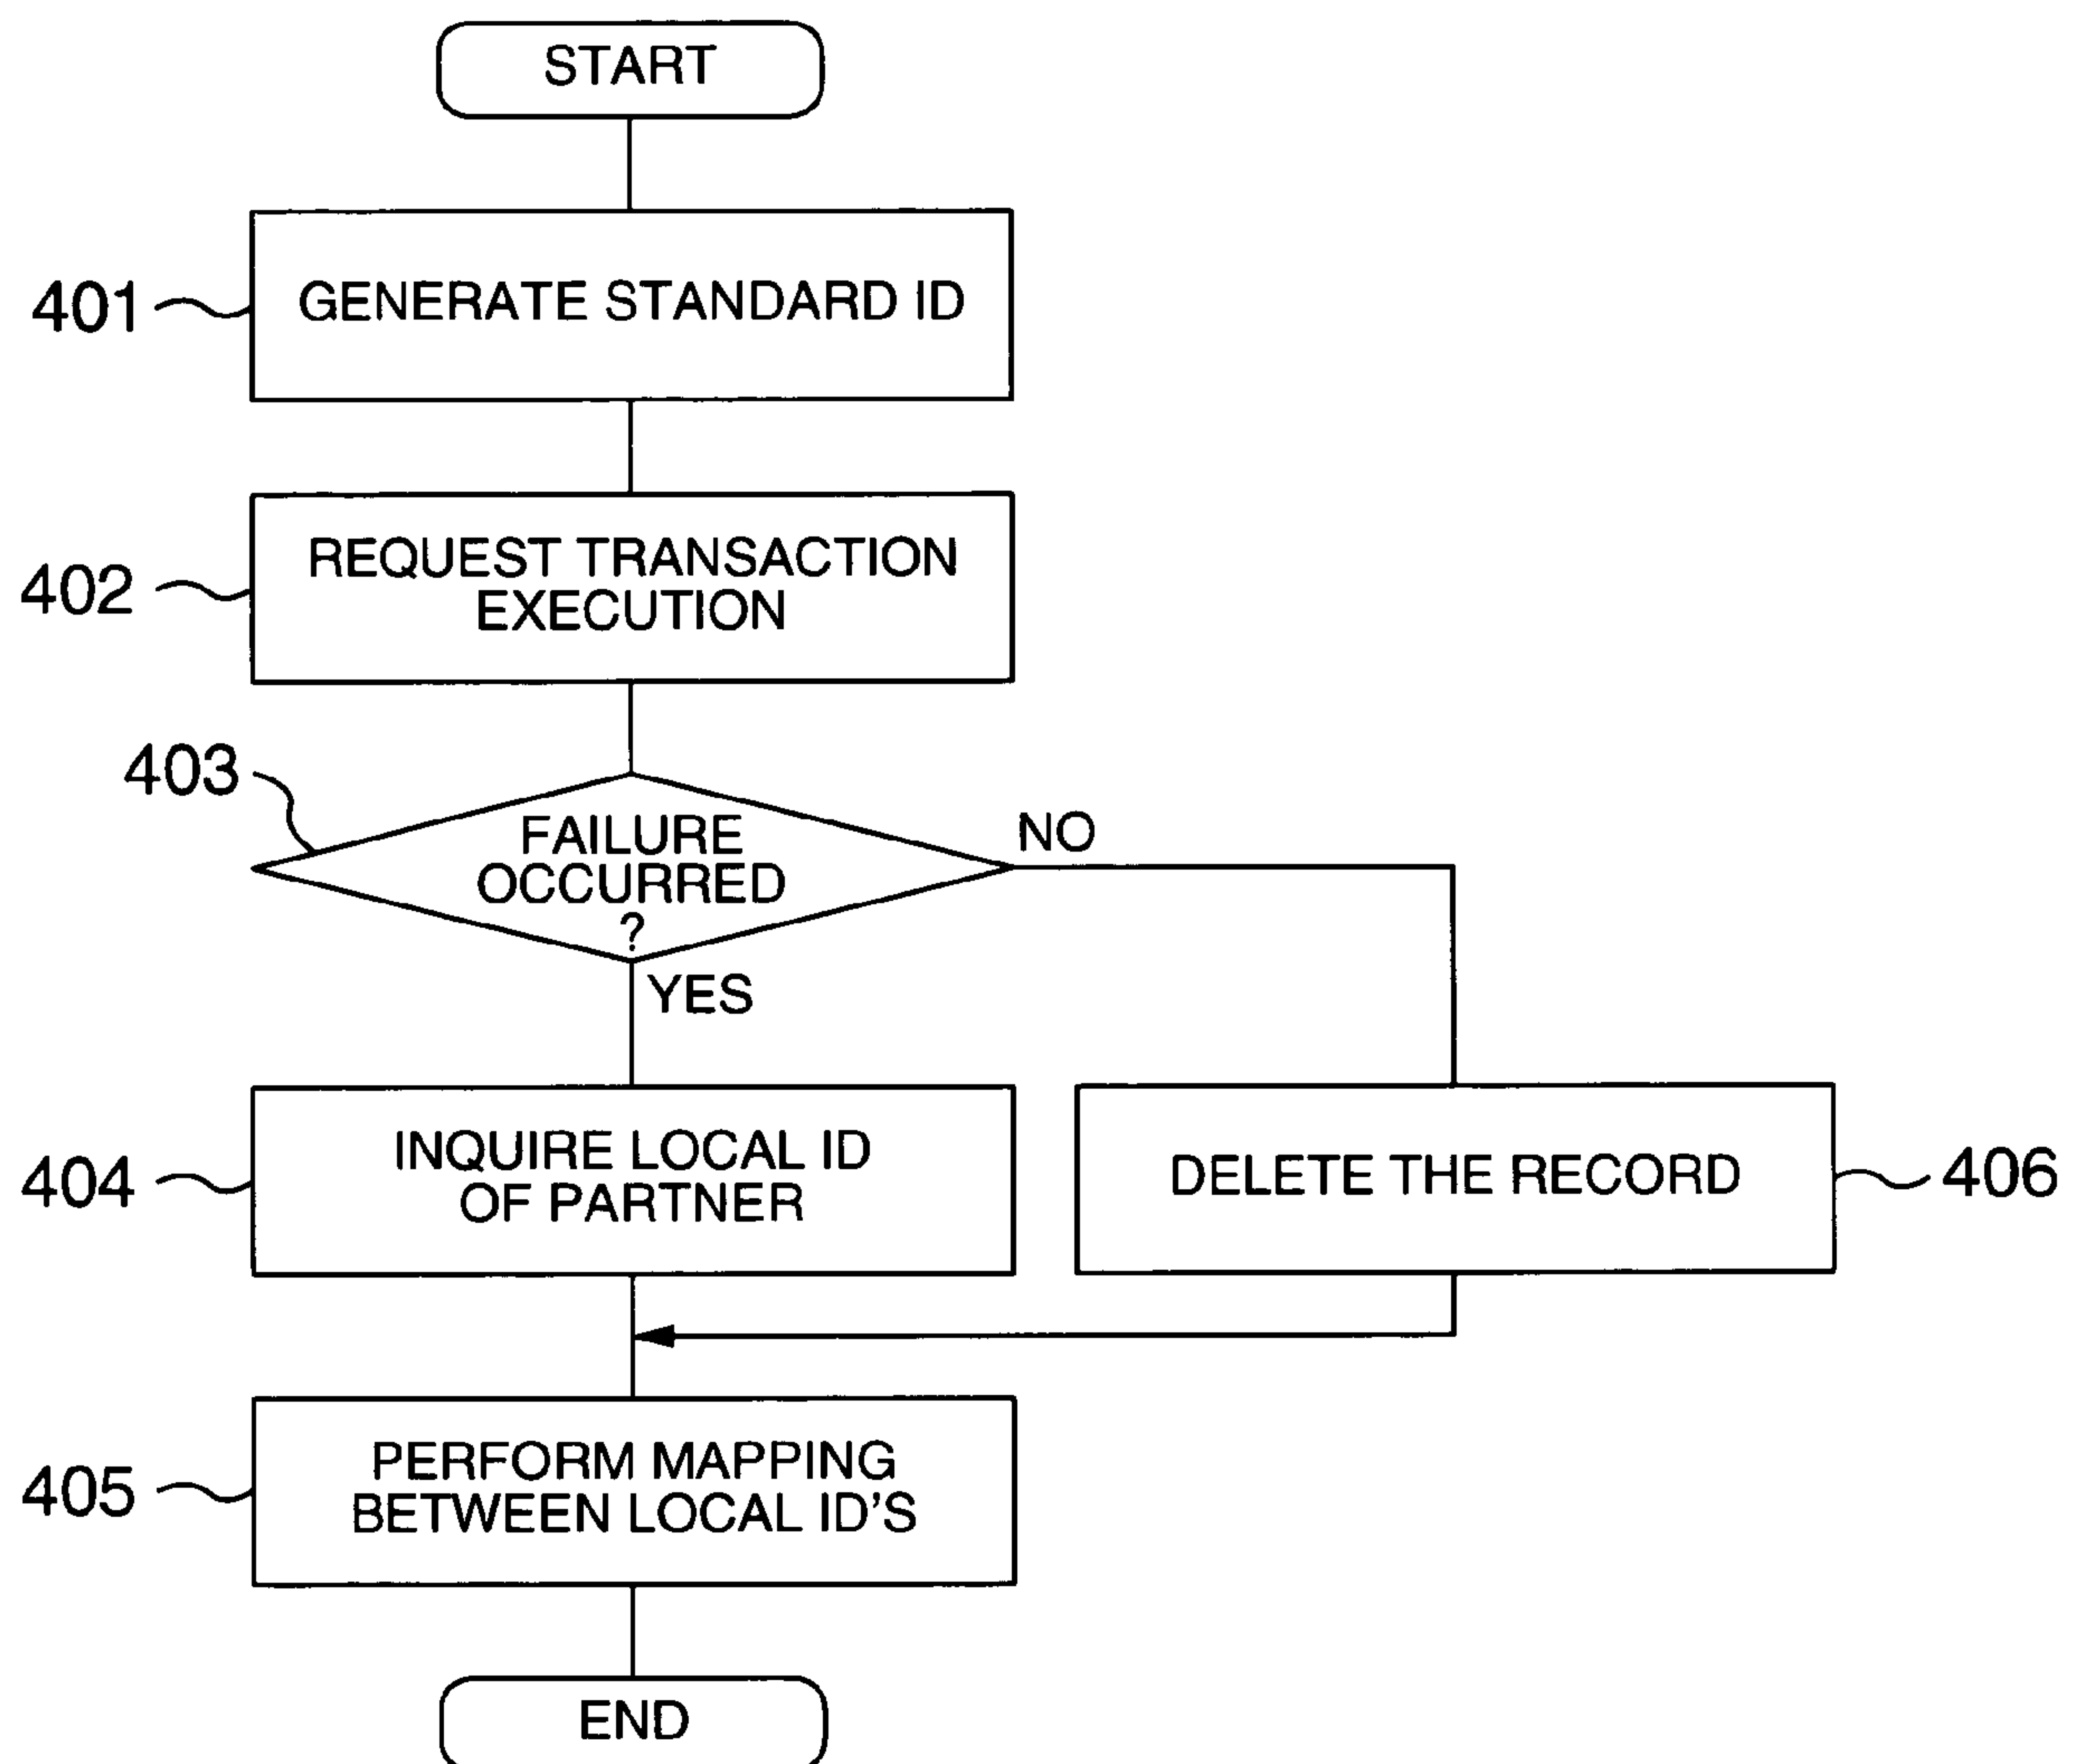 START
401
GENERATE STANDARD ID
402
REQUEST TRANSACTION
EXECUTION
403
FAILURE
OCCURRED
?
NO
YES
404
INQUIRE LOCAL ID
OF PARTNER
DELETE THE RECORD
406
405
PERFORM MAPPING
BETWEEN LOCAL ID'S
END